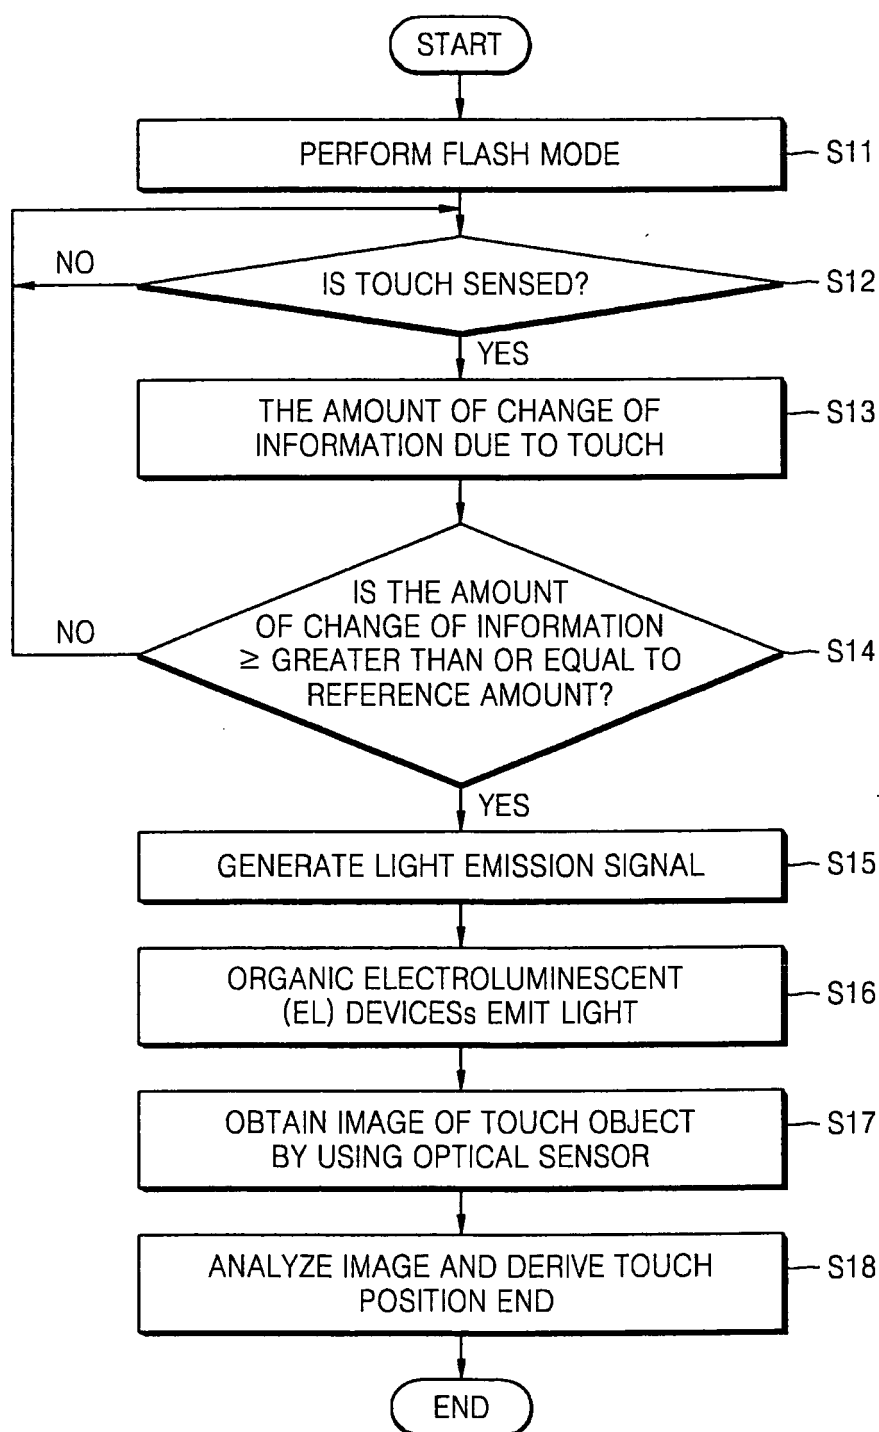 START
PERFORM FLASH MODE
S11
NO
IS TOUCH SENSED?
S12
YES
THE AMOUNT OF CHANGE OF
INFORMATION DUE TO TOUCH
S13
IS THE AMOUNT
OF CHANGE OF INFORMATION
≥ GREATER THAN OR EQUAL TO
REFERENCE AMOUNT?
NO
S14
YES
GENERATE LIGHT EMISSION SIGNAL
S15
ORGANIC ELECTROLUMINESCENT
(EL) DEVICESs EMIT LIGHT
S16
OBTAIN IMAGE OF TOUCH OBJECT
BY USING OPTICAL SENSOR
S17
ANALYZE IMAGE AND DERIVE TOUCH
POSITION END
S18
END